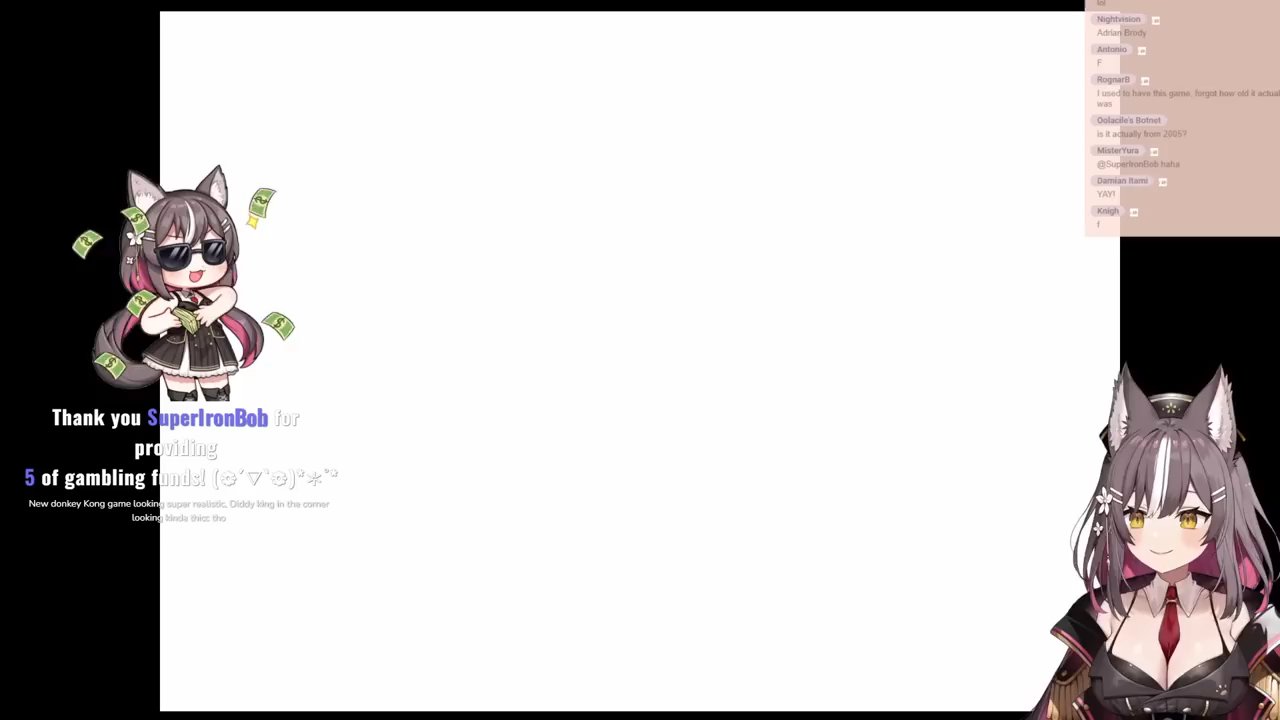 lol
Nightvision
Adrian Brody
Antonio
F
RognarB
I used to have this game, forgot how old it actual
was
Oolacile's Botnet
is it actually from 2005?
MisterYura
@SuperIronBob haha
Damian Itami
YAY!
Knigh
f
Thank you SuperIronBob for
providing
5 of gambling funds!
New donkey Kong game looking super realistic, Diddy king in the corner
looking kinda thicc tho